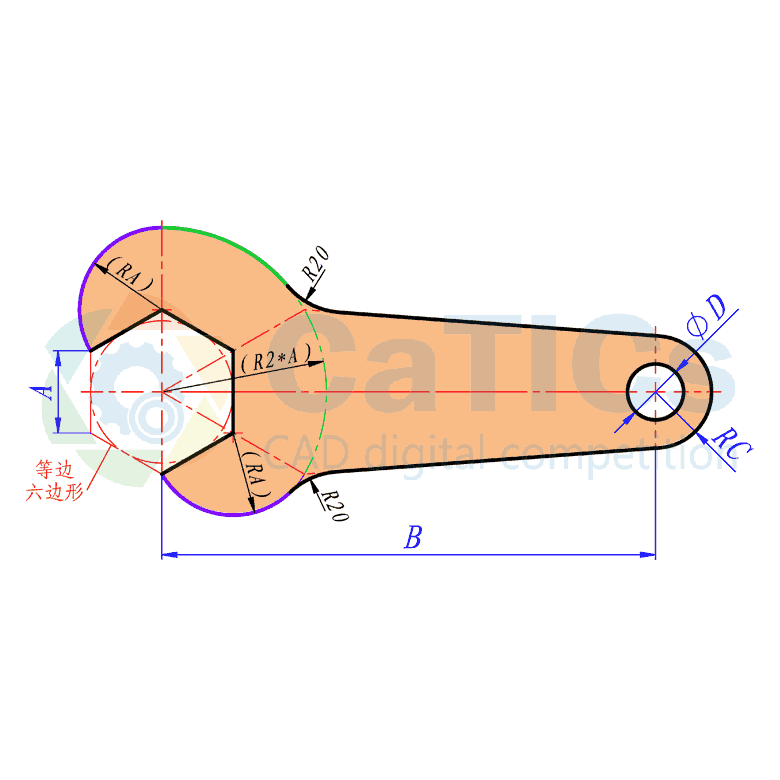 R20
(RA)
ΦD
(R2*A)
A
CaTICs
CAD digital competition
RC
等边
六边形
(RA)
R20
B